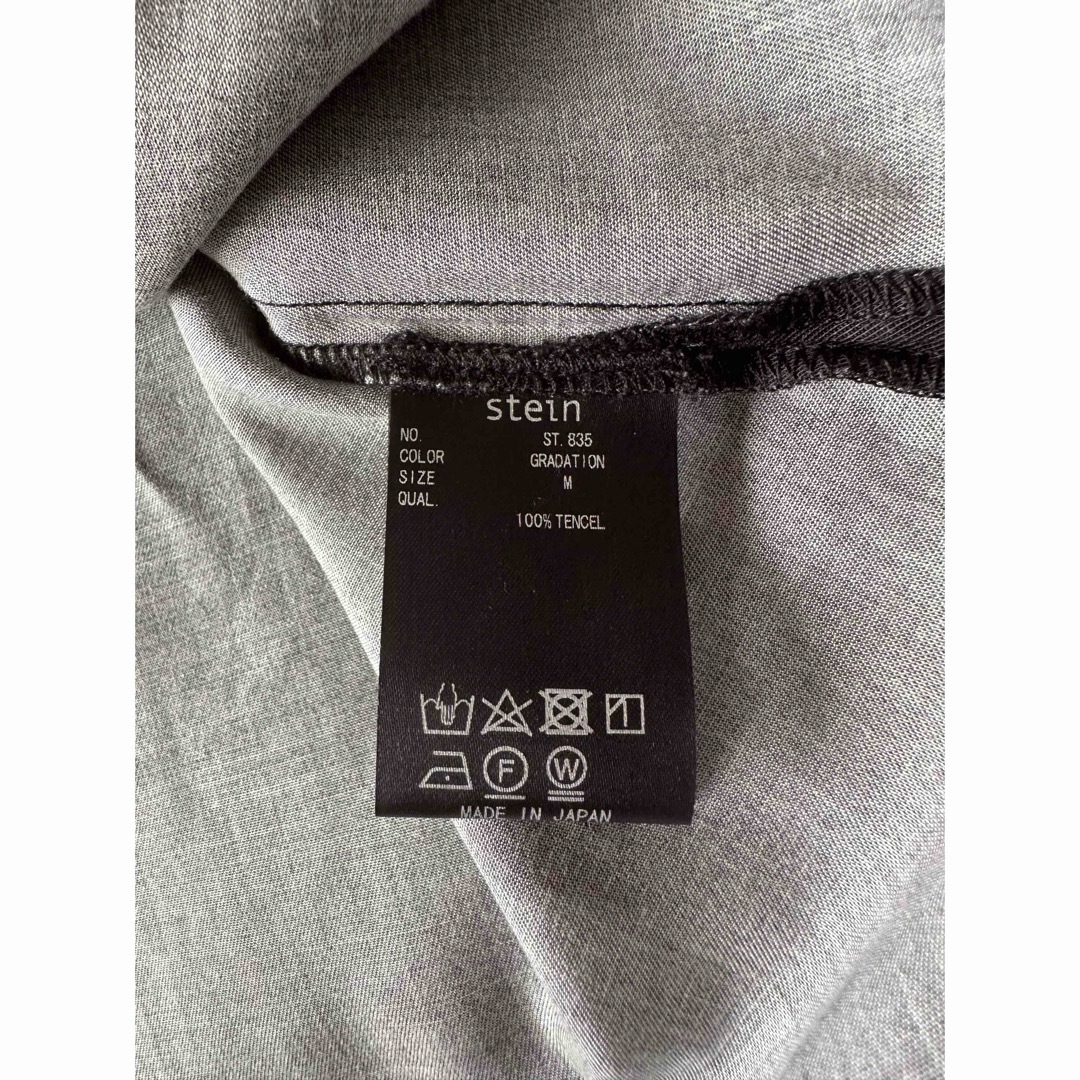 stein
NO. ST. 835
COLOR GRADATION
SIZE M
QUAL.
100% TENCEL
F W
MADE IN JAPAN